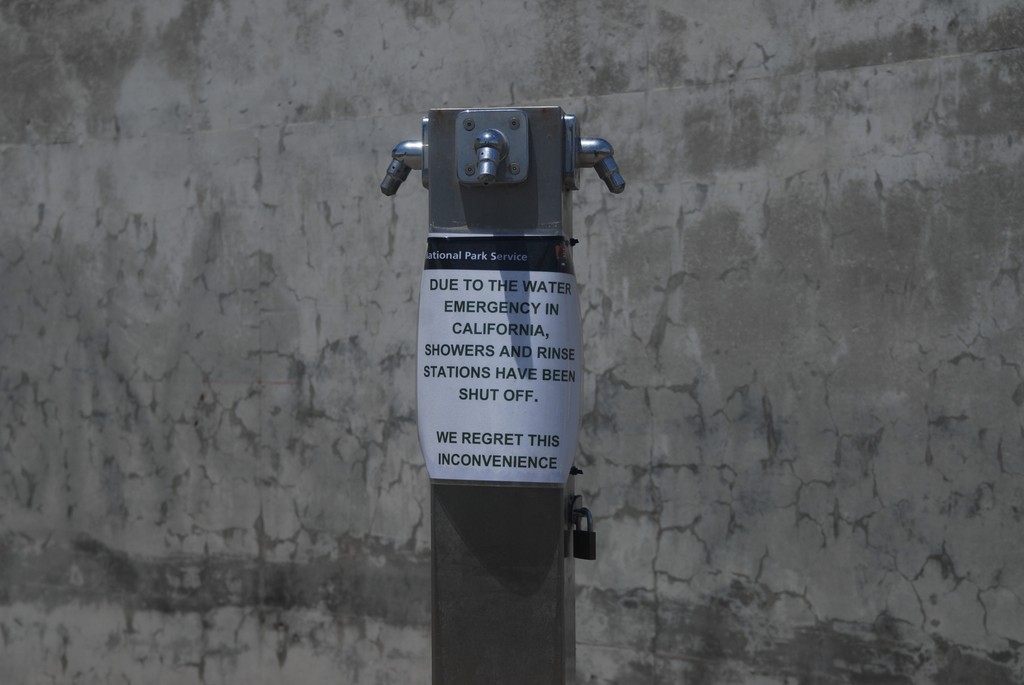 ational Park Service
DUE TO THE WATER
EMERGENCY IN
CALIFORNIA,
SHOWERS AND RINSE
STATIONS HAVE BEEN
SHUT OFF.
WE REGRET THIS
INCONVENIENCE